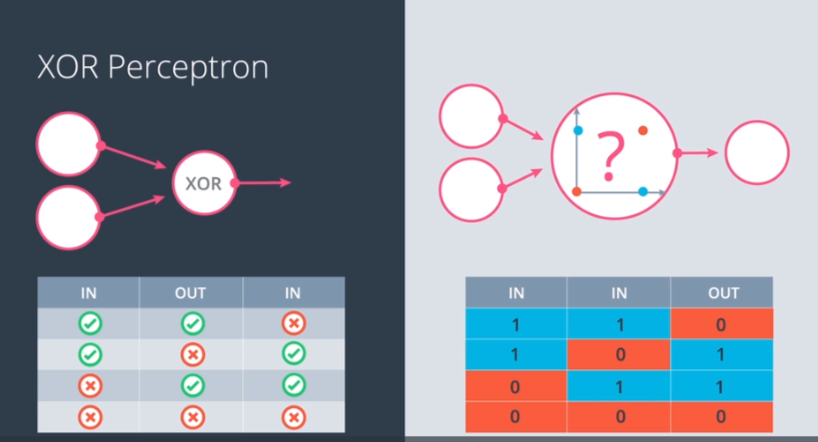 XOR Perceptron
XOR
?
IN OUT IN
IN IN OUT
1 1 0
1 0 1
0 1 1
0 0 0